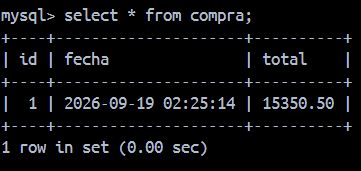 mysql> select * from compra;
+----+---------------------+----------+
| id | fecha               | total    |
+----+---------------------+----------+
|  1 | 2026-09-19 02:25:14 | 15350.50 |
+----+---------------------+----------+
1 row in set (0.00 sec)